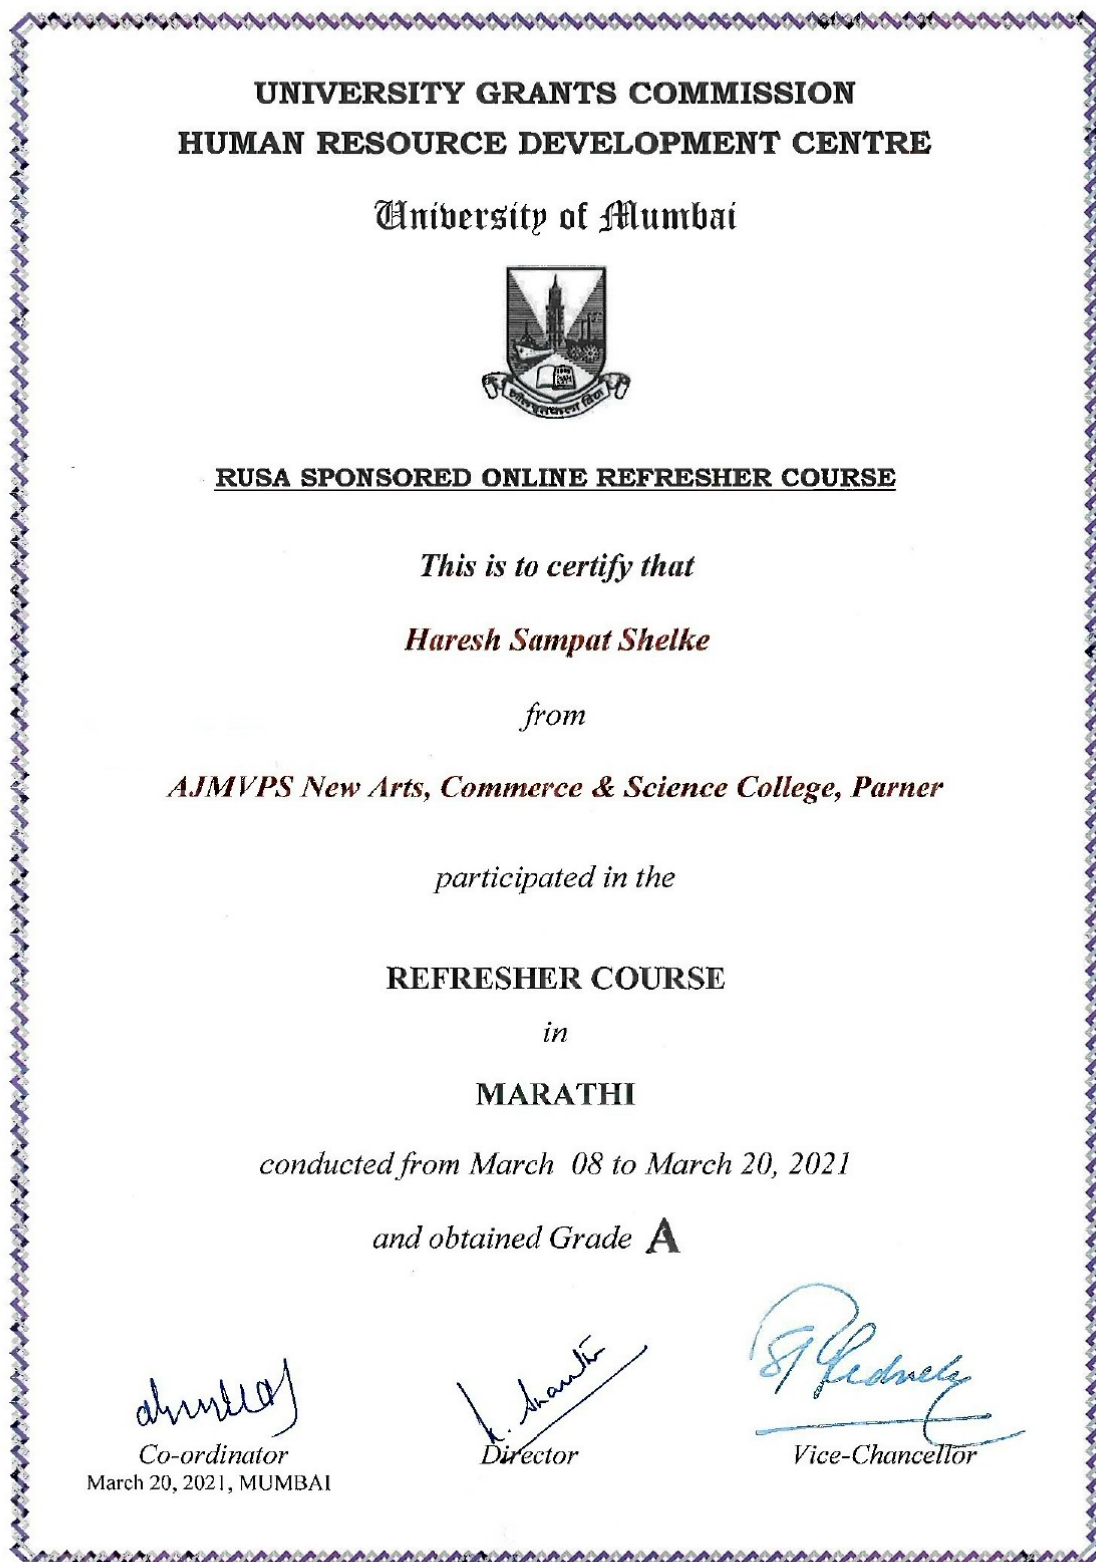 UNIVERSITY GRANTS COMMISSION
HUMAN RESOURCE DEVELOPMENT CENTRE
University of Mumbai
RUSA SPONSORED ONLINE REFRESHER COURSE
This is to certify that
Haresh Sampat Shelke
from
AJMVPS New Arts, Commerce & Science College, Parner
participated in the
REFRESHER COURSE
in
MARATHI
conducted from March 08 to March 20, 2021
and obtained Grade A
Co-ordinator
Director
Vice-Chancellor
March 20, 2021, MUMBAI